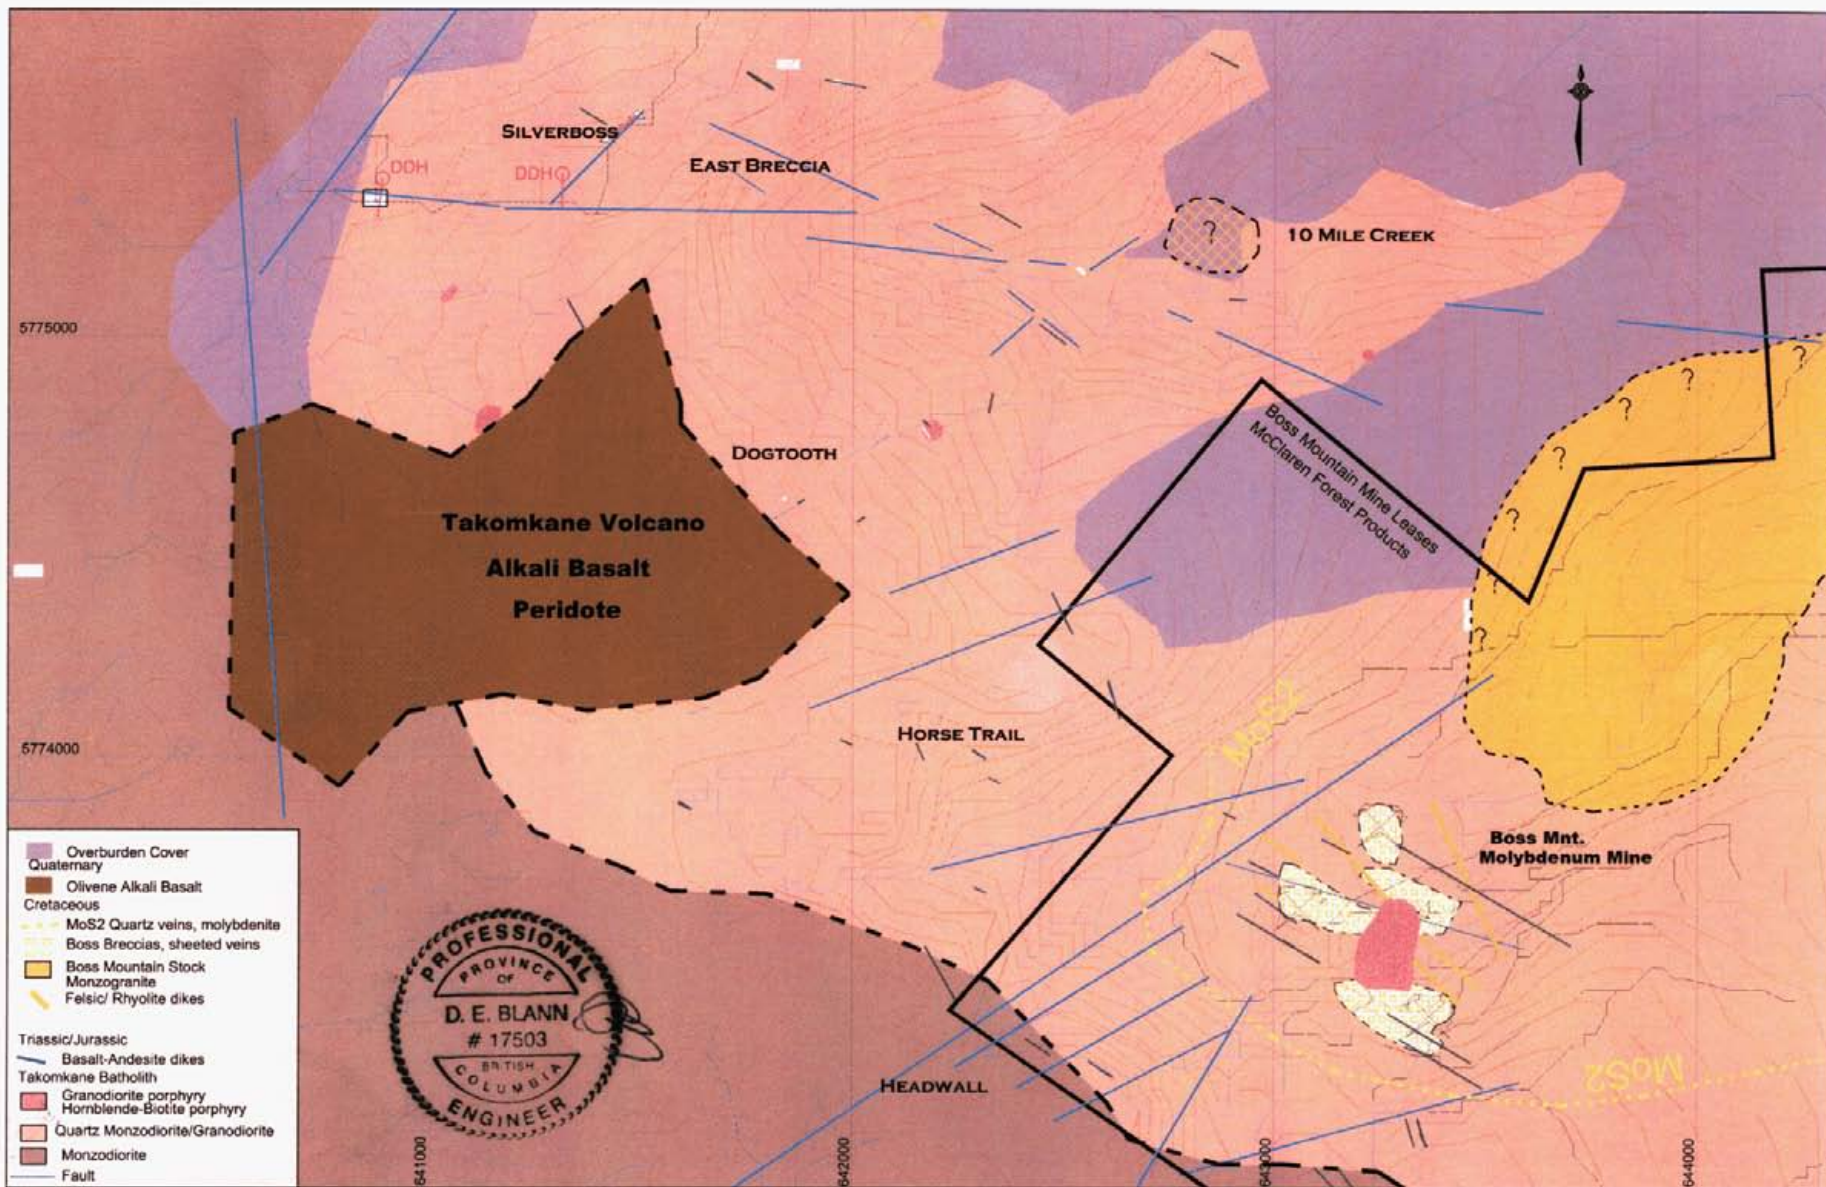 SILVERBOSS
EAST BRECCIA
DDH
DDH
?
10 MILE CREEK
5775000
?
?
?
?
?
?
?
Boss Mountain Mine Leases
McClaren Forest Products
DOGTOOTH
Takomkane Volcano
Alkali Basalt
Peridote
MoS2
HORSE TRAIL
5774000
Boss Mnt.
Molybdenum Mine
Overburden Cover
Quaternary
Olivene Alkali Basalt
Cretaceous
MoS2 Quartz veins, molybdenite
Boss Breccias, sheeted veins
Boss Mountain Stock
Monzogranite
Felsic/ Rhyolite dikes
Triassic/Jurassic
Basalt-Andesite dikes
Takomkane Batholith
Granodiorite porphyry
Hornblende-Biotite porphyry
Quartz Monzodiorite/Granodiorite
Monzodiorite
Fault
PROFESSIONAL
PROVINCE
OF
D. E. BLANN
# 17503
BRITISH
COLUMBIA
ENGINEER
HEADWALL
MoS2
641000
642000
643000
644000